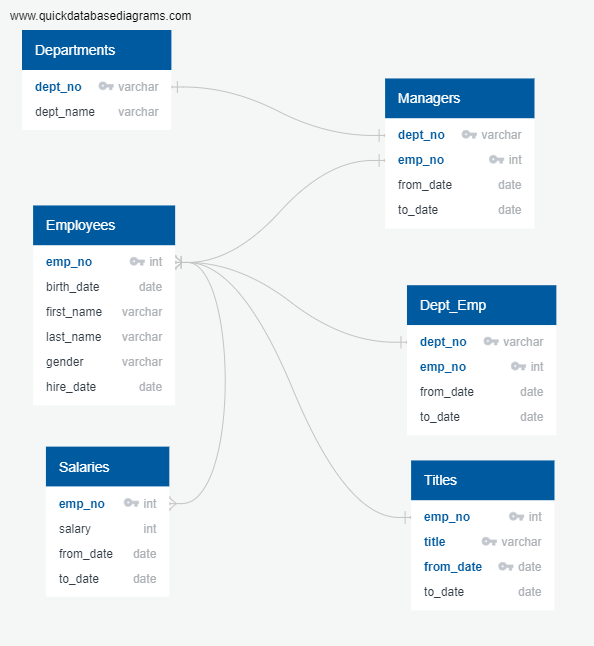 www.quickdatabasediagrams.com
Departments
dept_no varchar
dept_name varchar
Managers
dept_no varchar
emp_no int
from_date date
to_date date
Employees
emp_no int
birth_date date
first_name varchar
last_name varchar
gender varchar
hire_date date
Dept_Emp
dept_no varchar
emp_no int
from_date date
to_date date
Salaries
emp_no int
salary int
from_date date
to_date date
Titles
emp_no int
title varchar
from_date date
to_date date